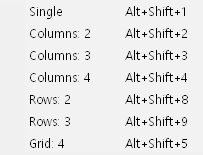 Single Alt+Shift+1
Columns: 2 Alt+Shift+2
Columns: 3 Alt+Shift+3
Columns: 4 Alt+Shift+4
Rows: 2 Alt+Shift+8
Rows: 3 Alt+Shift+9
Grid: 4 Alt+Shift+5